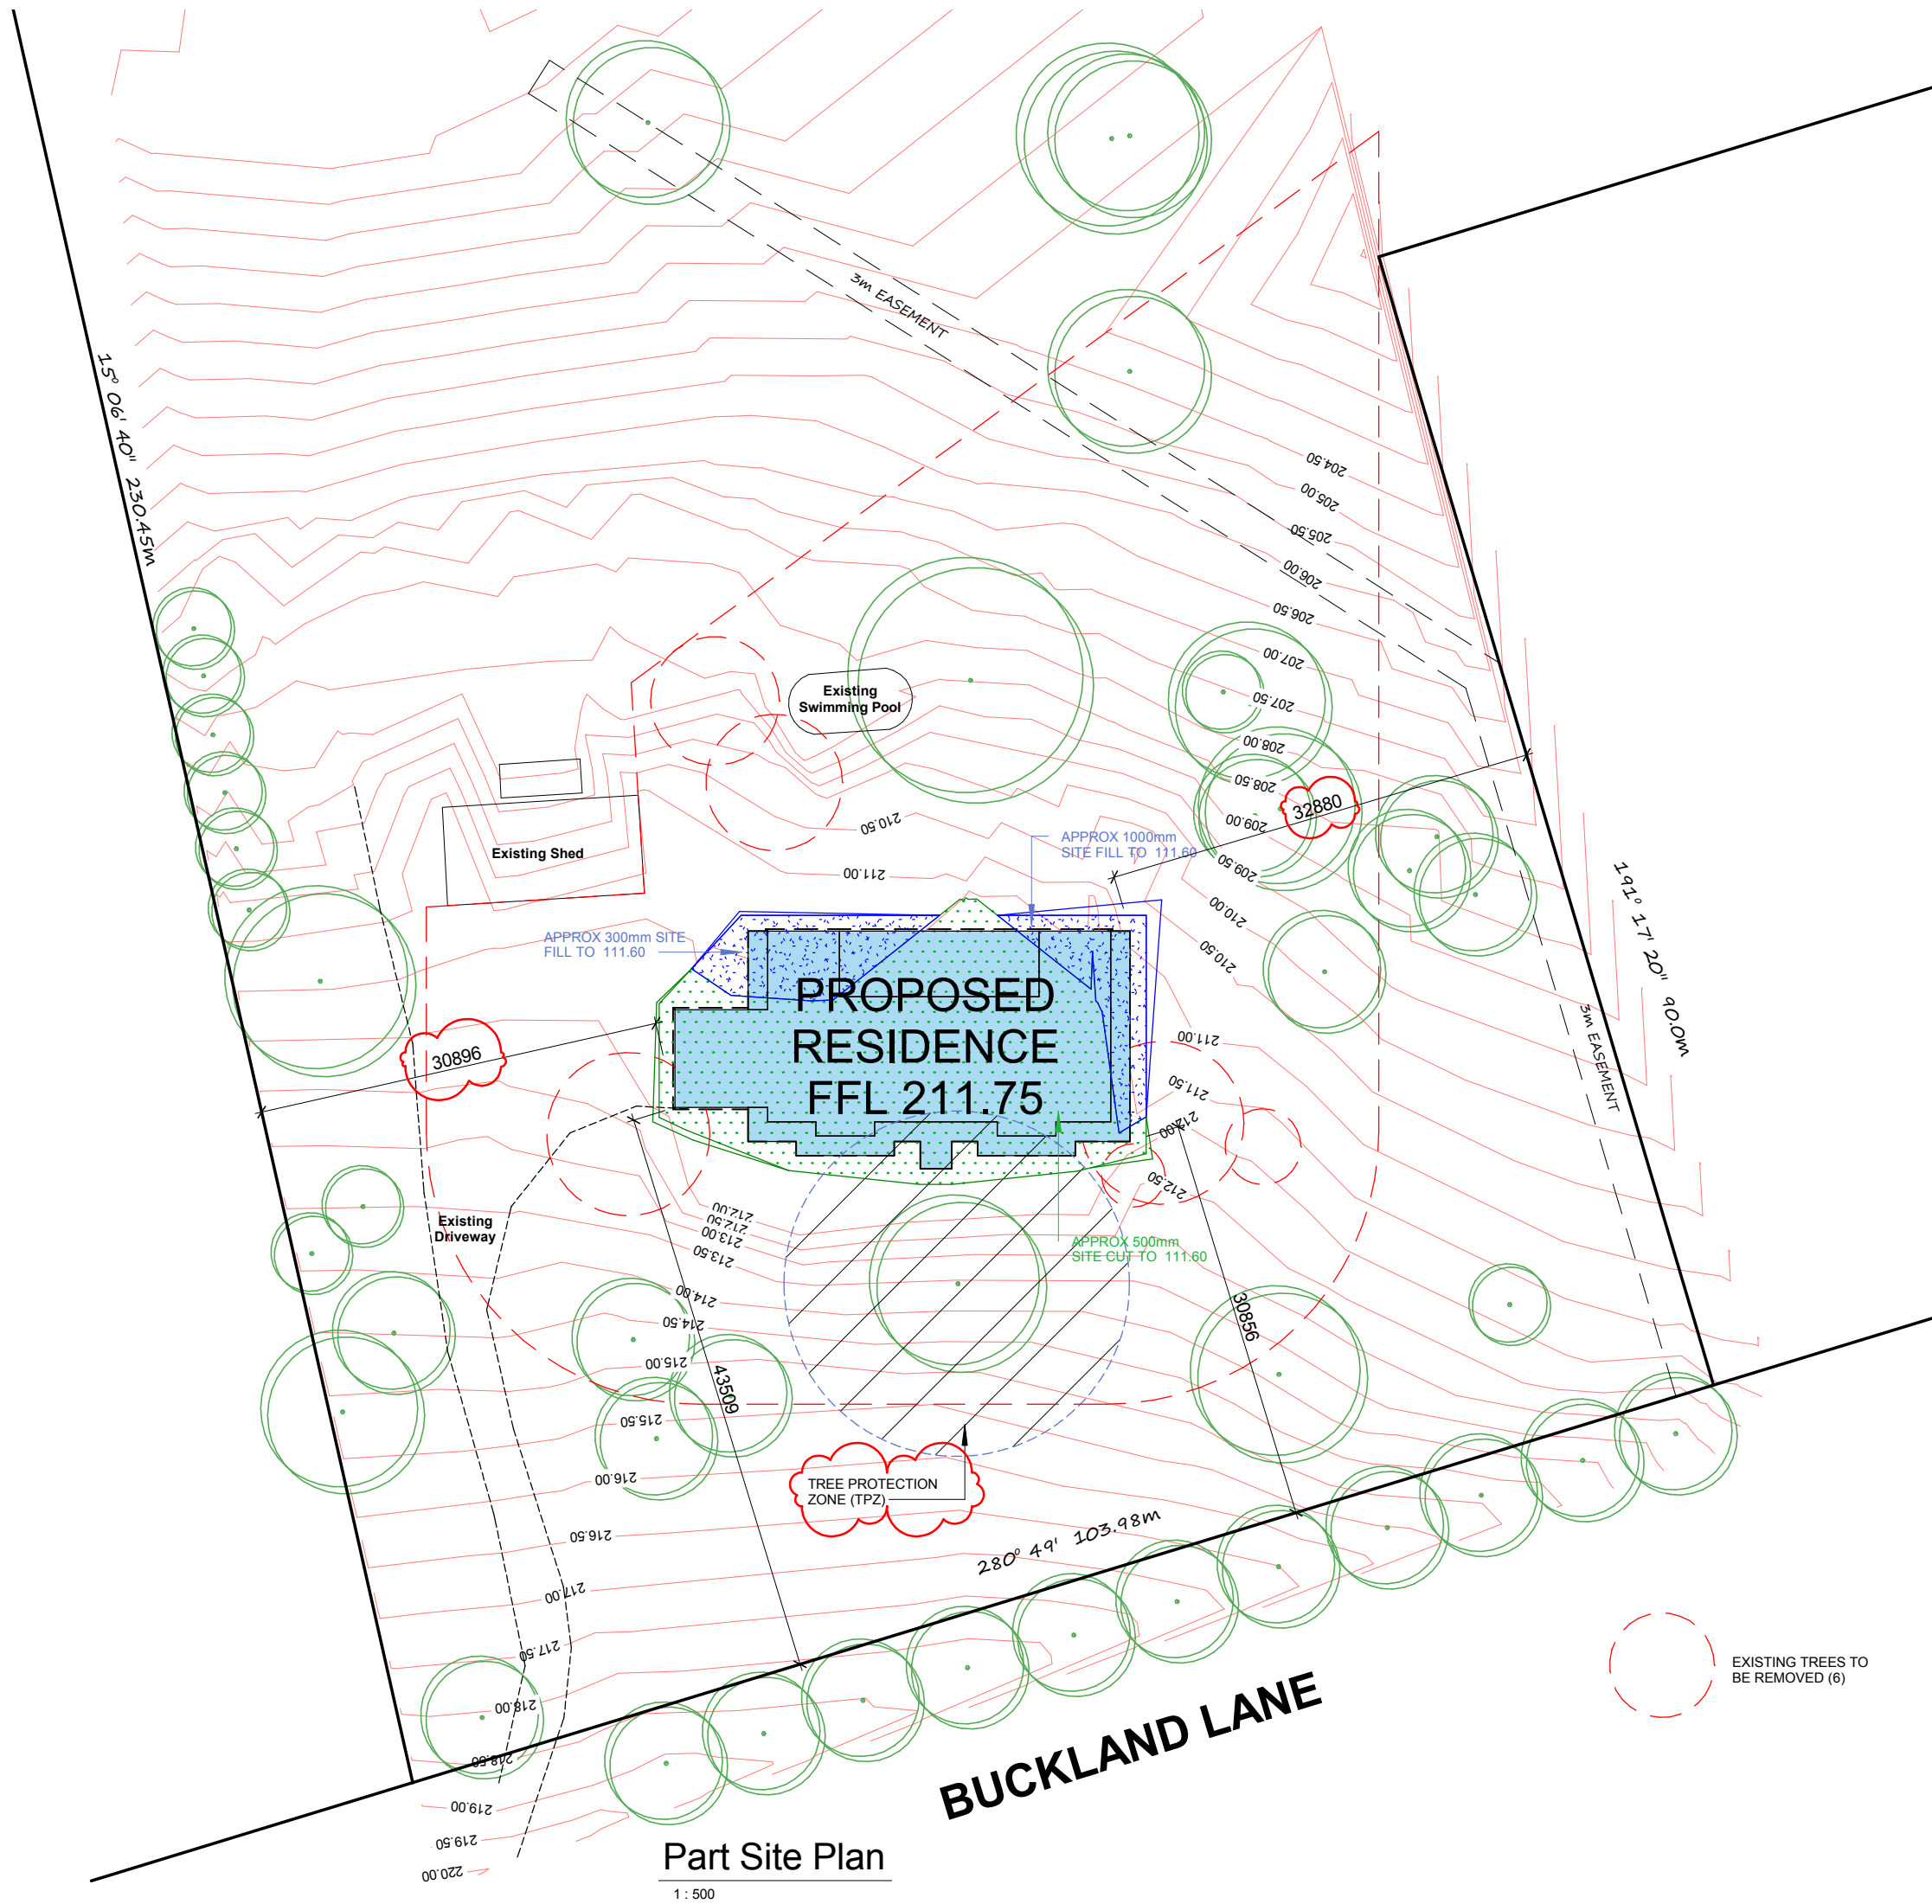 3m EASEMENT
15° 06' 40" 230.45m
204.50
205.00
205.50
206.00
206.50
207.00
207.50
208.00
208.50
209.00
209.50
210.00
210.50
Existing
Swimming Pool
32880
210.50
211.00
Existing Shed
APPROX 1000mm
SITE FILL TO 111.60
APPROX 300mm SITE
FILL TO 111.60
191° 17' 20" 90.0m
3m EASEMENT
PROPOSED
RESIDENCE
FFL 211.75
30896
211.00
211.50
212.00
212.50
Existing
Driveway
212.00
212.50
213.00
213.50
214.00
214.50
215.00
215.50
216.00
216.50
217.00
217.50
218.00
218.50
219.00
219.50
220.00
APPROX 500mm
SITE CUT TO 111.60
30856
43509
TREE PROTECTION
ZONE (TPZ)
280° 49' 103.98m
BUCKLAND LANE
EXISTING TREES TO
BE REMOVED (6)
Part Site Plan
1 : 500